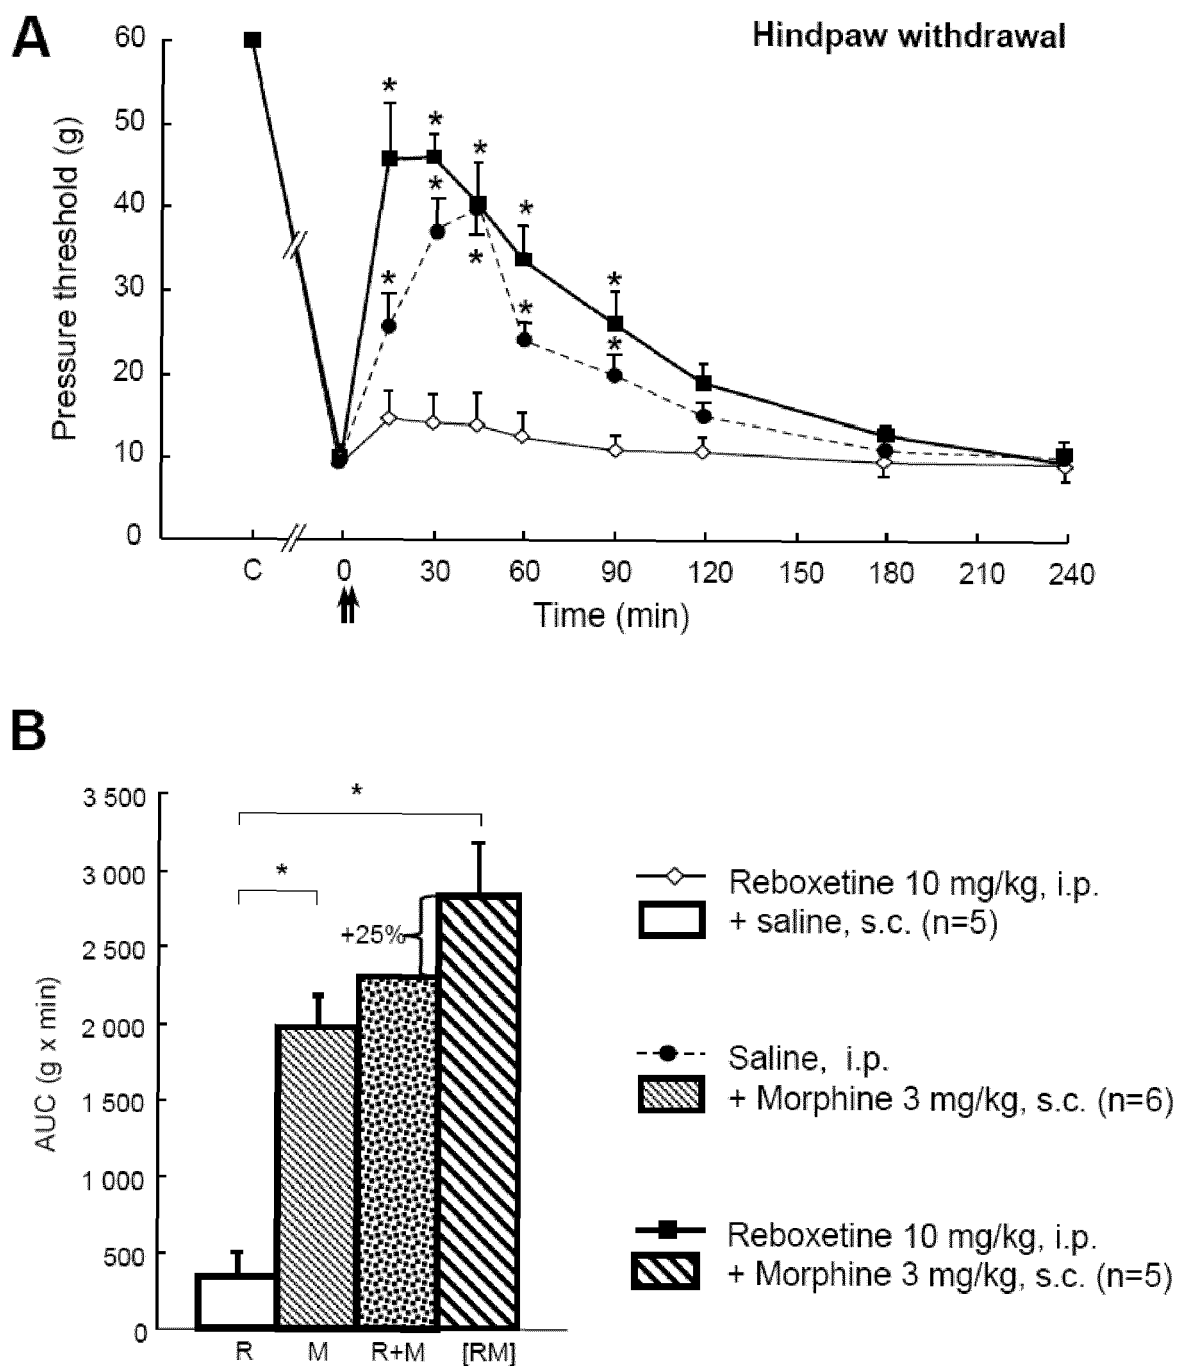 A
Hindpaw withdrawal
Pressure threshold (g)
60
50
40
30
20
10
0
* * * * * * * * * *
C 0 30 60 90 120 150 180 210 240
Time (min)
B
AUC (g x min)
3 500
3 000
2 500
2 000
1 500
1 000
500
0
*
*
+25%
R M R+M [RM]
Reboxetine 10 mg/kg, i.p.
+ saline, s.c. (n=5)
Saline, i.p.
+ Morphine 3 mg/kg, s.c. (n=6)
Reboxetine 10 mg/kg, i.p.
+ Morphine 3 mg/kg, s.c. (n=5)